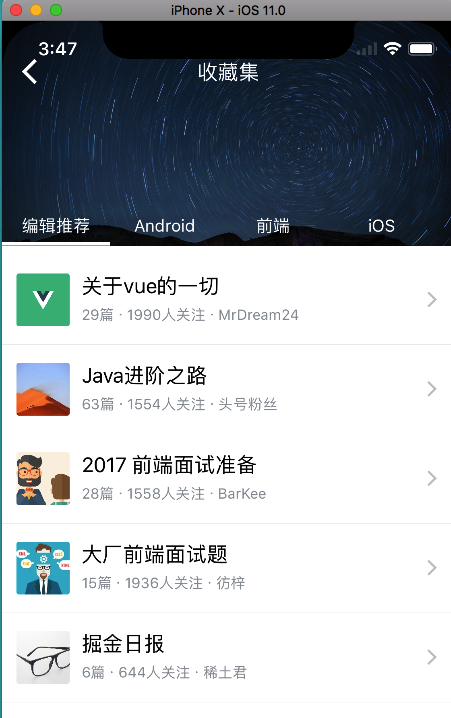 iPhone X - iOS 11.0
3:47
收藏集
编辑推荐 Android 前端 iOS
关于vue的一切
29篇 · 1990人关注 · MrDream24
Java进阶之路
63篇 · 1554人关注 · 头号粉丝
2017 前端面试准备
28篇 · 1558人关注 · BarKee
大厂前端面试题
15篇 · 1936人关注 · 彷梓
掘金日报
6篇 · 644人关注 · 稀土君